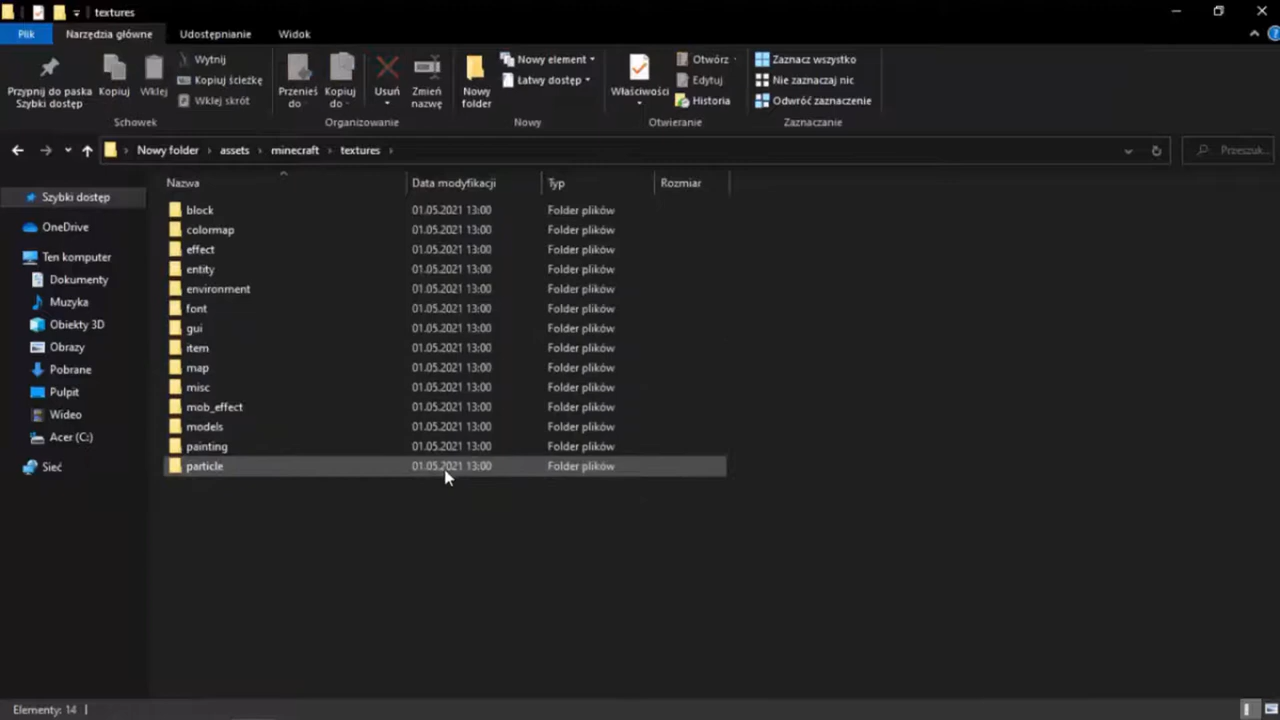 textures
Plik Narzędzia główne Udostępnianie Widok
Przypnij do paska Szybki dostęp
Kopiuj
Wklej
Wytnij
Kopiuj ścieżkę
Wklej skrót
Schowek
Przenieś do
Kopiuj do
Usuń
Zmień nazwę
Organizowanie
Nowy folder
Nowy element
Łatwy dostęp
Nowy
Właściwości
Otwórz
Edytuj
Historia
Otwieranie
Zaznacz wszystko
Nie zaznaczaj nic
Odwróć zaznaczenie
Zaznaczanie
Nowy folder assets minecraft textures
Przeszuk...
Szybki dostęp
OneDrive
Ten komputer
Dokumenty
Muzyka
Obiekty 3D
Obrazy
Pobrane
Pulpit
Wideo
Acer (C:)
Sieć
Nazwa Data modyfikacji Typ Rozmiar
block 01.05.2021 13:00 Folder plików
colormap 01.05.2021 13:00 Folder plików
effect 01.05.2021 13:00 Folder plików
entity 01.05.2021 13:00 Folder plików
environment 01.05.2021 13:00 Folder plików
font 01.05.2021 13:00 Folder plików
gui 01.05.2021 13:00 Folder plików
item 01.05.2021 13:00 Folder plików
map 01.05.2021 13:00 Folder plików
misc 01.05.2021 13:00 Folder plików
mob_effect 01.05.2021 13:00 Folder plików
models 01.05.2021 13:00 Folder plików
painting 01.05.2021 13:00 Folder plików
particle 01.05.2021 13:00 Folder plików
Elementy: 14